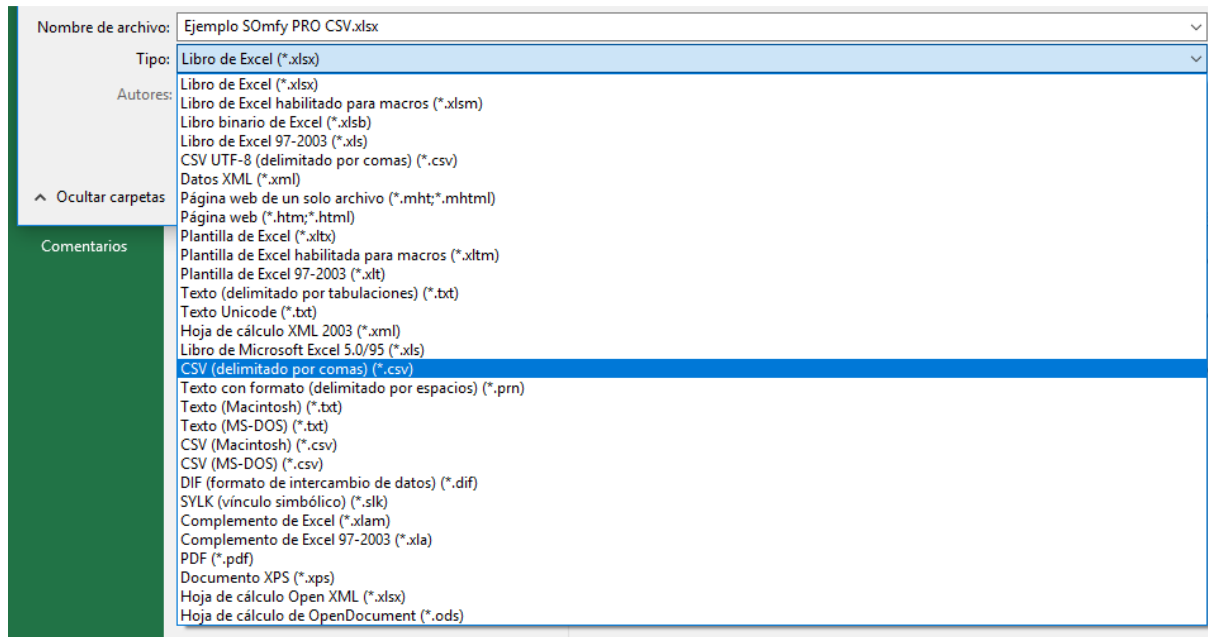 Nombre de archivo: Ejemplo SOmfy PRO CSV.xlsx
Tipo: Libro de Excel (*.xlsx)
Autores:
Libro de Excel (*.xlsx)
Libro de Excel habilitado para macros (*.xlsm)
Libro binario de Excel (*.xlsb)
Libro de Excel 97-2003 (*.xls)
CSV UTF-8 (delimitado por comas) (*.csv)
Datos XML (*.xml)
Ocultar carpetas
Página web de un solo archivo (*.mht;*.mhtml)
Página web (*.htm;*.html)
Comentarios
Plantilla de Excel (*.xltx)
Plantilla de Excel habilitada para macros (*.xltm)
Plantilla de Excel 97-2003 (*.xlt)
Texto (delimitado por tabulaciones) (*.txt)
Texto Unicode (*.txt)
Hoja de cálculo XML 2003 (*.xml)
Libro de Microsoft Excel 5.0/95 (*.xls)
CSV (delimitado por comas) (*.csv)
Texto con formato (delimitado por espacios) (*.prn)
Texto (Macintosh) (*.txt)
Texto (MS-DOS) (*.txt)
CSV (Macintosh) (*.csv)
CSV (MS-DOS) (*.csv)
DIF (formato de intercambio de datos) (*.dif)
SYLK (vínculo simbólico) (*.slk)
Complemento de Excel (*.xlam)
Complemento de Excel 97-2003 (*.xla)
PDF (*.pdf)
Documento XPS (*.xps)
Hoja de cálculo Open XML (*.xlsx)
Hoja de cálculo de OpenDocument (*.ods)